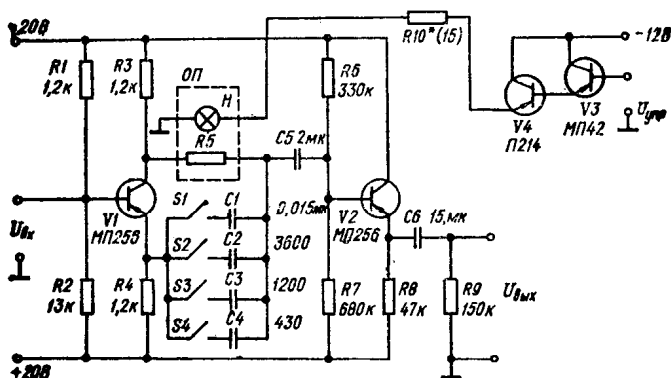 -20В
R1
1,2к
R3
1,2к
ОП
Н
R5
R6
330к
R10*(15)
-12В
V3
МП42
V4
П214
Uупр
C5 2мк
S1
C1
0,015мк
S2
C2
3600
S3
C3
1200
S4
C4
430
V1
МП25В
Uвх
R2
13к
R4
1,2к
V2
МП25Б
C6 15,мк
R7
680к
R8
47к
R9
150к
Uвых
+20В